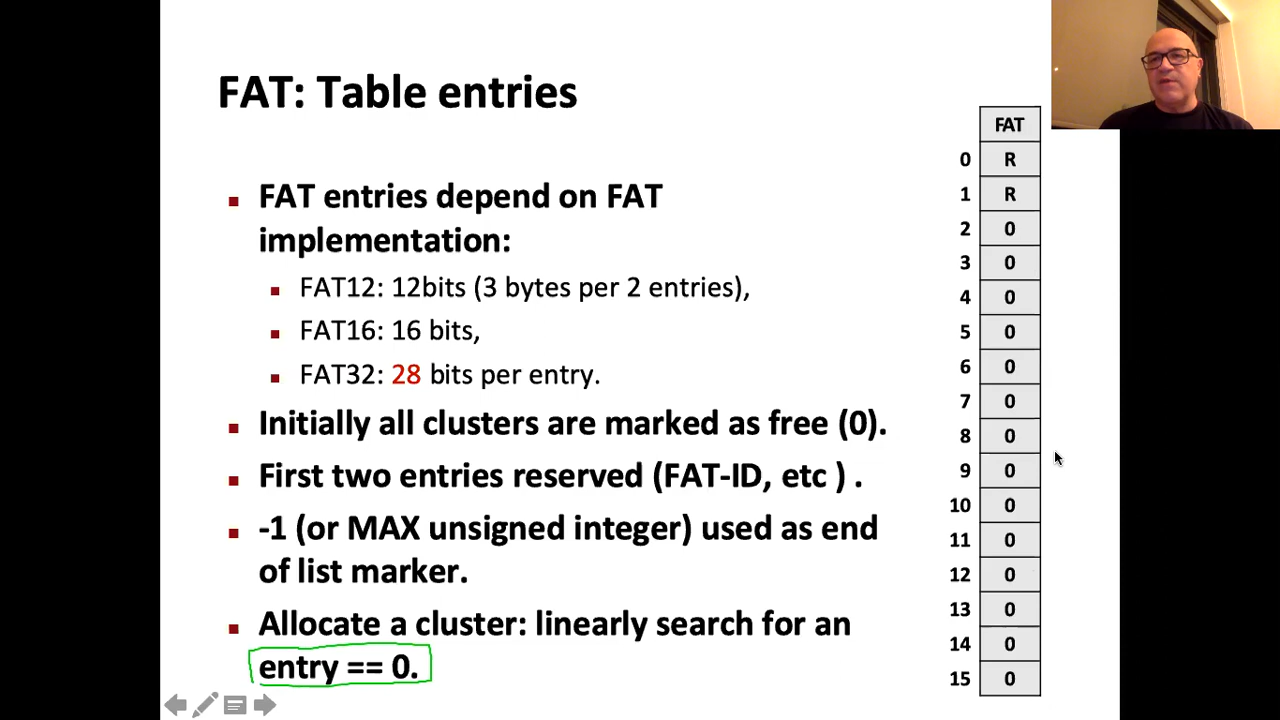 FAT: Table entries
FAT entries depend on FAT
implementation:
FAT12: 12bits (3 bytes per 2 entries),
FAT16: 16 bits,
FAT32: 28 bits per entry.
Initially all clusters are marked as free (0).
First two entries reserved (FAT-ID, etc ) .
-1 (or MAX unsigned integer) used as end
of list marker.
Allocate a cluster: linearly search for an
entry == 0.
FAT
0 R
1 R
2 0
3 0
4 0
5 0
6 0
7 0
8 0
9 0
10 0
11 0
12 0
13 0
14 0
15 0